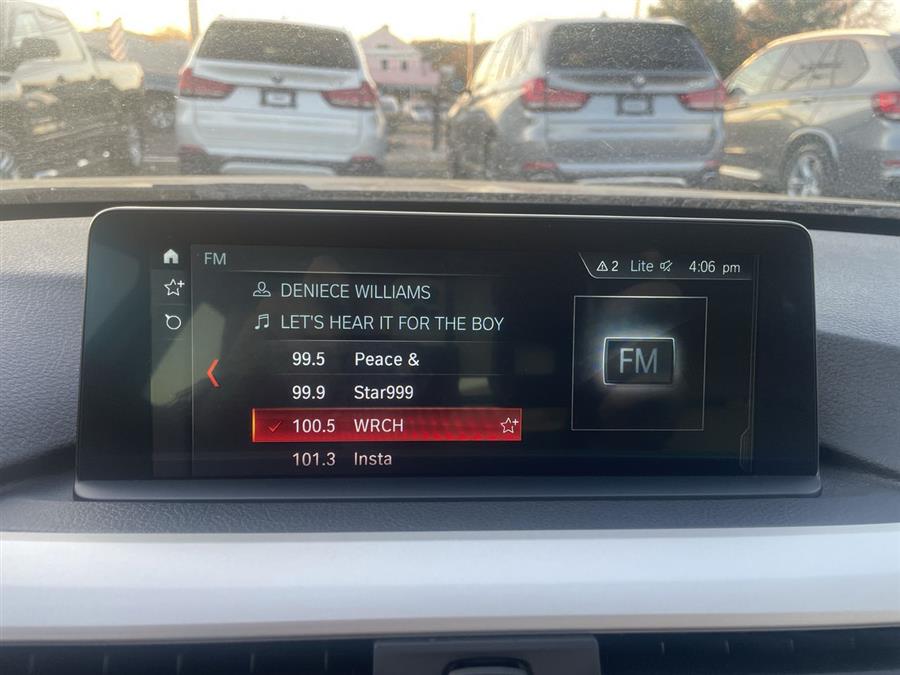 FM
2 Lite 4:06 pm
DENIECE WILLIAMS
LET'S HEAR IT FOR THE BOY
99.5 Peace &
99.9 Star999
100.5 WRCH
101.3 Insta
FM